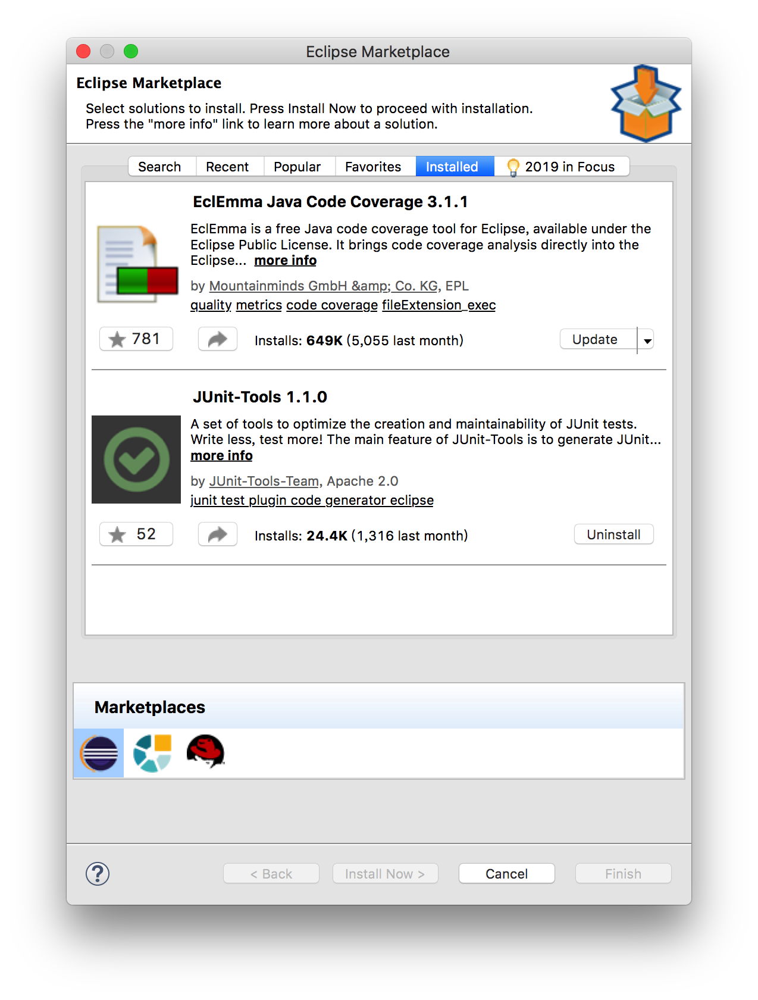 Eclipse Marketplace
Eclipse Marketplace
Select solutions to install. Press Install Now to proceed with installation.
Press the "more info" link to learn more about a solution.
Search Recent Popular Favorites Installed 2019 in Focus
EclEmma Java Code Coverage 3.1.1
EclEmma is a free Java code coverage tool for Eclipse, available under the
Eclipse Public License. It brings code coverage analysis directly into the
Eclipse... more info
by Mountainminds GmbH &amp; Co. KG, EPL
quality metrics code coverage fileExtension_exec
781 Installs: 649K (5,055 last month) Update
JUnit-Tools 1.1.0
A set of tools to optimize the creation and maintainability of JUnit tests.
Write less, test more! The main feature of JUnit-Tools is to generate JUnit...
more info
by JUnit-Tools-Team, Apache 2.0
junit test plugin code generator eclipse
52 Installs: 24.4K (1,316 last month) Uninstall
Marketplaces
? < Back Install Now > Cancel Finish